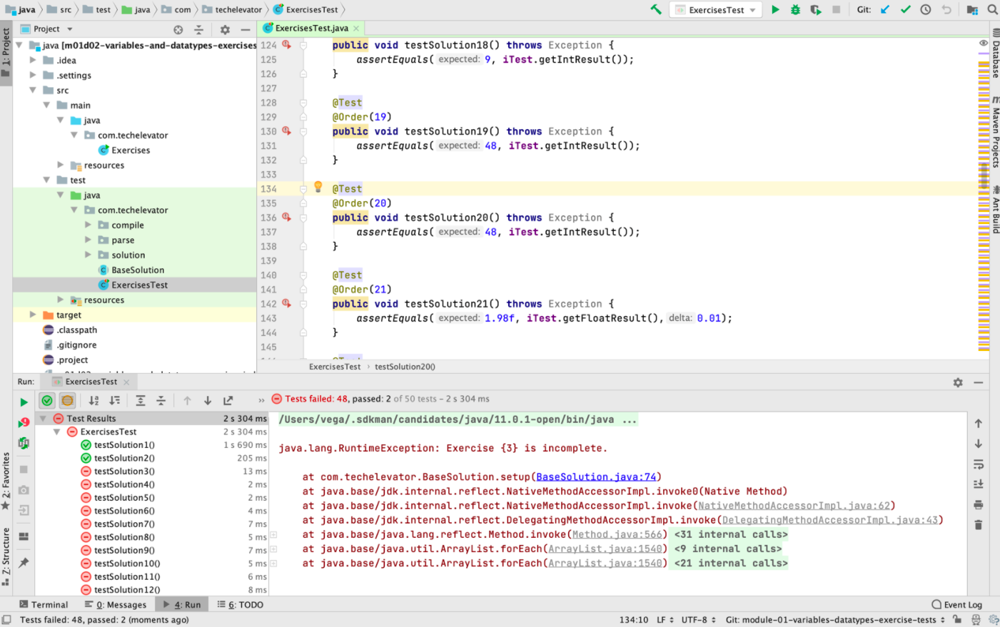 java src test java com techelevator ExercisesTest
ExercisesTest Git:
Project
ExercisesTest.java
1: Project
java [m01d02-variables-and-datatypes-exercises
.idea
.settings
src
main
java
com.techelevator
Exercises
resources
test
java
com.techelevator
compile
parse
solution
BaseSolution
ExercisesTest
resources
target
.classpath
.gitignore
.project
124 public void testSolution18() throws Exception {
125 assertEquals( expected: 9, iTest.getIntResult());
126 }
127
128 @Test
129 @Order(19)
130 public void testSolution19() throws Exception {
131 assertEquals( expected: 48, iTest.getIntResult());
132 }
133
134 @Test
135 @Order(20)
136 public void testSolution20() throws Exception {
137 assertEquals( expected: 48, iTest.getIntResult());
138 }
139
140 @Test
141 @Order(21)
142 public void testSolution21() throws Exception {
143 assertEquals( expected: 1.98f, iTest.getFloatResult(), delta: 0.01);
144 }
145
ExercisesTest › testSolution20()
Database
Maven Projects
Ant Build
Run: ExercisesTest
» Tests failed: 48, passed: 2 of 50 tests – 2 s 304 ms
Test Results 2 s 304 ms
ExercisesTest 2 s 304 ms
testSolution1() 1 s 690 ms
testSolution2() 205 ms
testSolution3() 13 ms
testSolution4() 2 ms
testSolution5() 2 ms
testSolution6() 4 ms
testSolution7() 7 ms
testSolution8() 5 ms
testSolution9() 7 ms
testSolution10() 5 ms
testSolution11() 6 ms
testSolution12() 8 ms
/Users/vega/.sdkman/candidates/java/11.0.1-open/bin/java ...
java.lang.RuntimeException: Exercise {3} is incomplete.
at com.techelevator.BaseSolution.setup(BaseSolution.java:74)
at java.base/jdk.internal.reflect.NativeMethodAccessorImpl.invoke0(Native Method)
at java.base/jdk.internal.reflect.NativeMethodAccessorImpl.invoke(NativeMethodAccessorImpl.java:62)
at java.base/jdk.internal.reflect.DelegatingMethodAccessorImpl.invoke(DelegatingMethodAccessorImpl.java:43)
at java.base/java.lang.reflect.Method.invoke(Method.java:566) <31 internal calls>
at java.base/java.util.ArrayList.forEach(ArrayList.java:1540) <9 internal calls>
at java.base/java.util.ArrayList.forEach(ArrayList.java:1540) <21 internal calls>
2: Favorites
Z: Structure
Terminal 0: Messages 4: Run 6: TODO Event Log
Tests failed: 48, passed: 2 (moments ago) 134:10 LF UTF-8 Git: module-01-variables-datatypes-exercise-tests